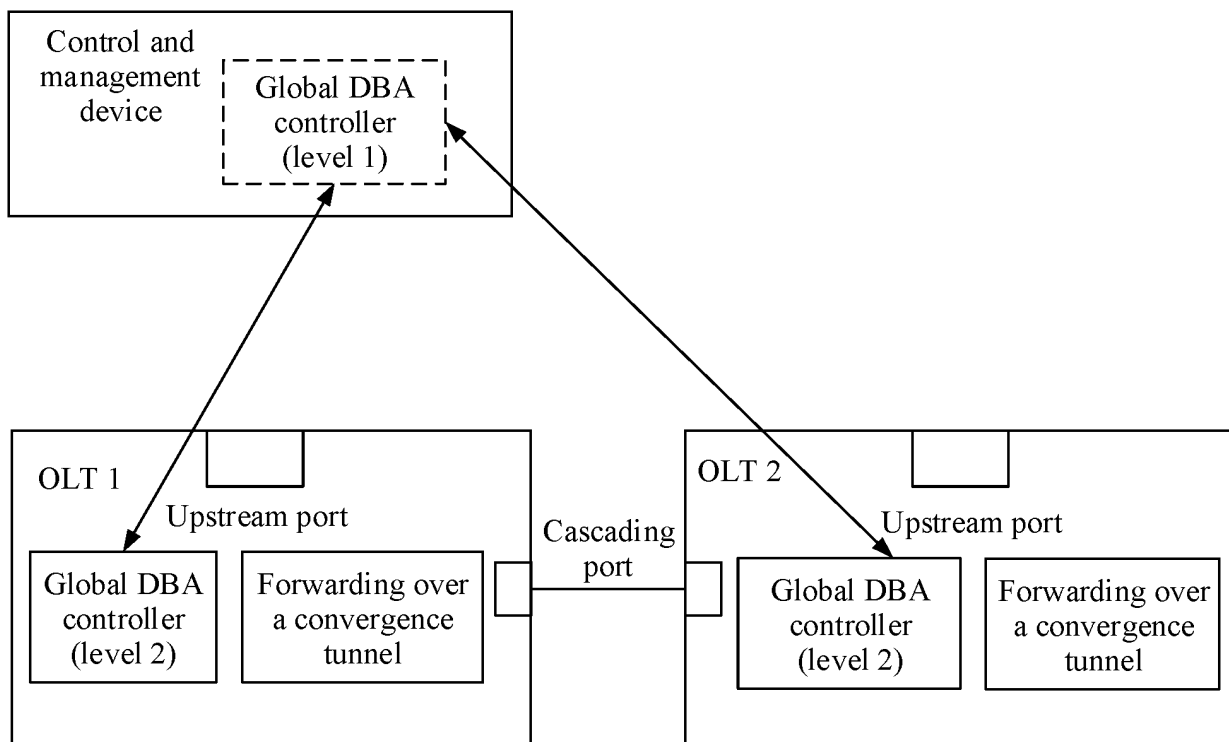 Control and
management
device
Global DBA
controller
(level 1)
OLT 1
Upstream port
Global DBA
controller
(level 2)
Forwarding over
a convergence
tunnel
Cascading
port
OLT 2
Upstream port
Global DBA
controller
(level 2)
Forwarding over
a convergence
tunnel